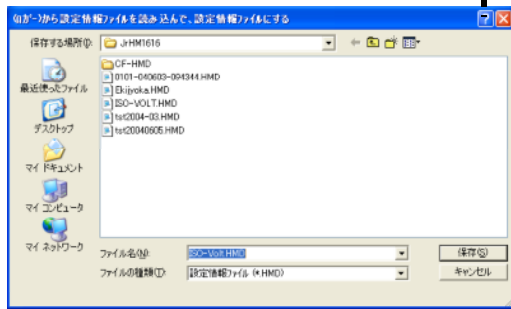 (ﾛｶﾞｰ)から設定情報ﾌｧｲﾙを読み込んで、設定情報ﾌｧｲﾙにする
保存する場所(I): JrHM1616
CF-HMD
0101-040603-094344.HMD
Ekijyoka.HMD
ISO-VOLT.HMD
tst2004-03.HMD
tst20040605.HMD
最近使ったファイル
デスクトップ
マイ ドキュメント
マイ コンピュータ
マイ ネットワーク
ファイル名(N): ISO-Volt.HMD 保存(S)
ファイルの種類(T): 設定情報ﾌｧｲﾙ (*.HMD) キャンセル